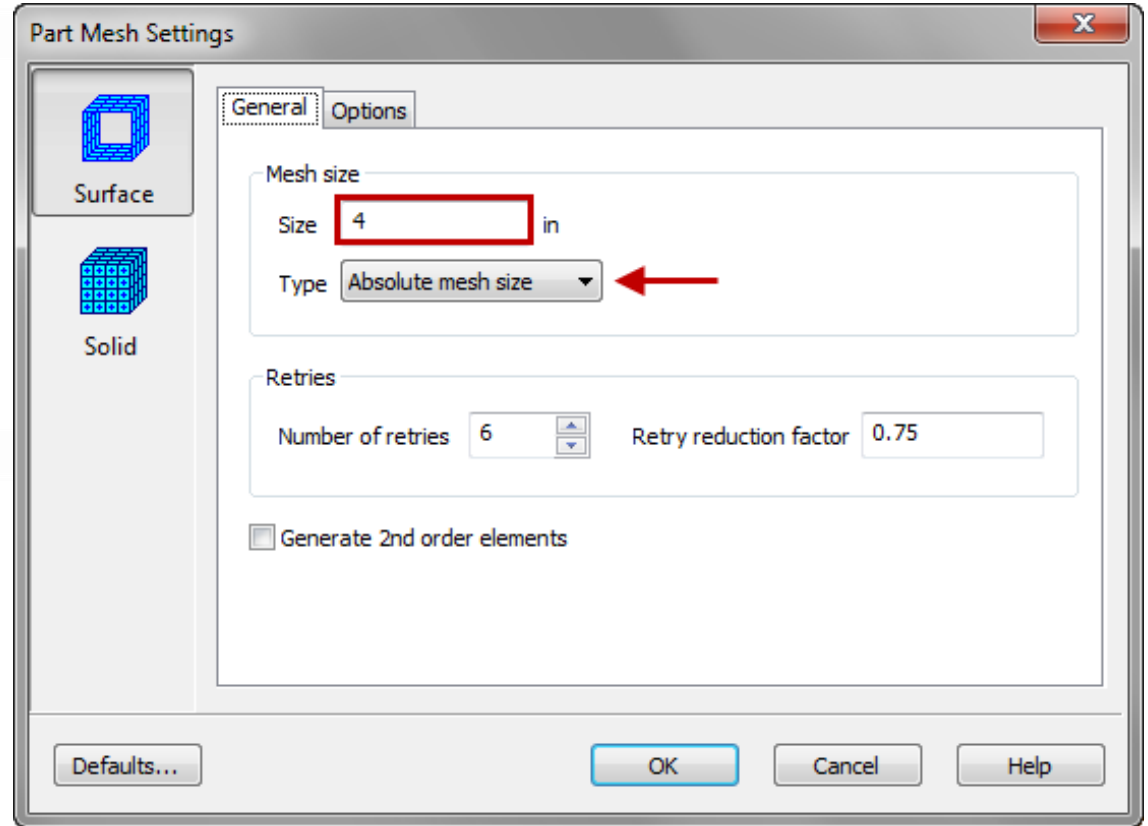 Part Mesh Settings
X
Surface
Solid
General Options
Mesh size
Size 4 in
Type Absolute mesh size
Retries
Number of retries 6 Retry reduction factor 0.75
Generate 2nd order elements
Defaults... OK Cancel Help